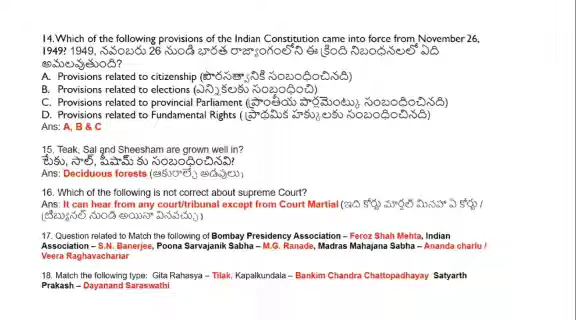 14.Which of the following provisions of the Indian Constitution came into force from November 26,
1949? 1949, నవంబరు 26 నుండి భారత రాజ్యాంగంలోని ఈ క్రింది నిబంధనలలో ఏది
అమలవుతుంది?
A. Provisions related to citizenship (పౌరసత్వానికి సంబంధించినది)
B. Provisions related to elections (ఎన్నికలకు సంబంధించి)
C. Provisions related to provincial Parliament (ప్రాంతీయ పార్లమెంటుకు సంబంధించినది)
D. Provisions related to Fundamental Rights ( ప్రాథమిక హక్కులకు సంబంధించినది)
Ans: A, B & C
15. Teak, Sal and Sheesham are grown well in?
టేకు, సాల్, షీషామ్ కు సంబంధించినవి?
Ans: Deciduous forests (ఆకురాల్చే అడవులు)
16. Which of the following is not correct about supreme Court?
Ans: It can hear from any court/tribunal except from Court Martial (ఇది కోర్టు మార్షల్ మినహా ఏ కోర్టు /
ట్రిబ్యునల్ నుండి అయినా వినవచ్చు)
17. Question related to Match the following of Bombay Presidency Association – Feroz Shah Mehta, Indian
Association – S.N. Banerjee, Poona Sarvajanik Sabha – M.G. Ranade, Madras Mahajana Sabha – Ananda charlu /
Veera Raghavachariar
18. Match the following type: Gita Rahasya – Tilak, Kapalkundala – Bankim Chandra Chattopadhayay Satyarth
Prakash – Dayanand Saraswathi